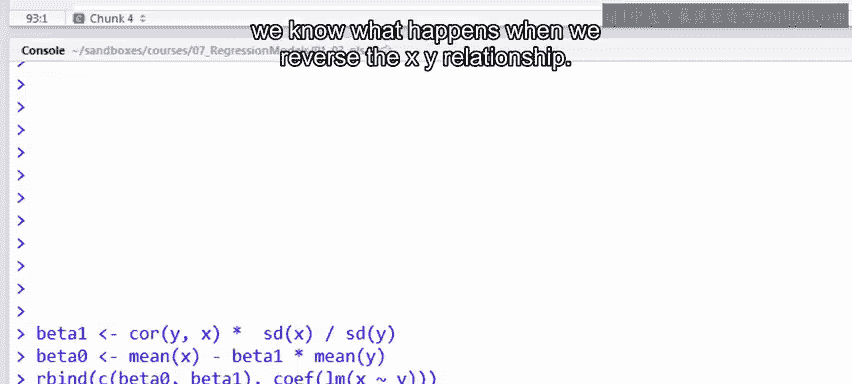 93:1 Chunk 4
we know what happens when we
Console ~/sandboxes/courses/07_RegressionModels/01_03_ols
reverse the x y relationship.
>
>
>
>
>
>
>
>
>
>
>
>
> beta1 <- cor(y, x) * sd(x) / sd(y)
> beta0 <- mean(x) - beta1 * mean(y)
> rbind(c(beta0, beta1), coef(lm(x ~ y)))